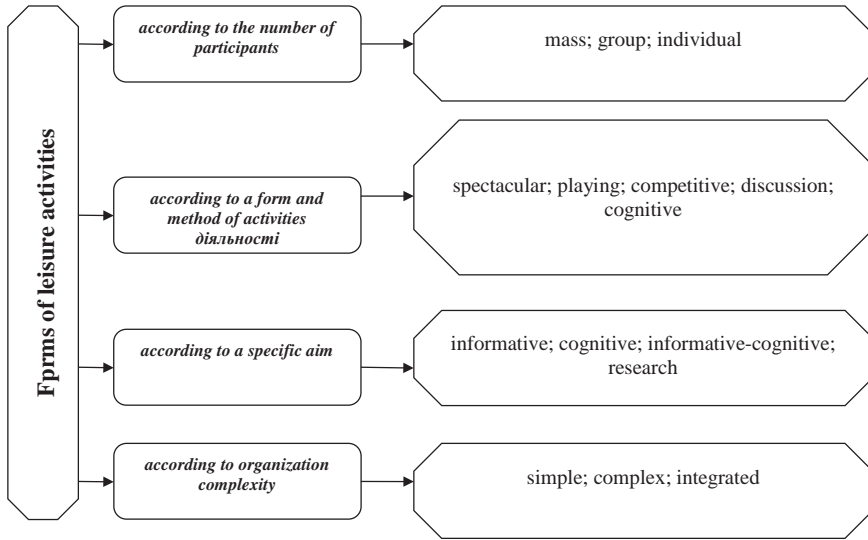 Fprms of leisure activities
according to the number of
participants
mass; group; individual
according to a form and
method of activities
діяльності
spectacular; playing; competitive; discussion;
cognitive
according to a specific aim
informative; cognitive; informative-cognitive;
research
according to organization
complexity
simple; complex; integrated